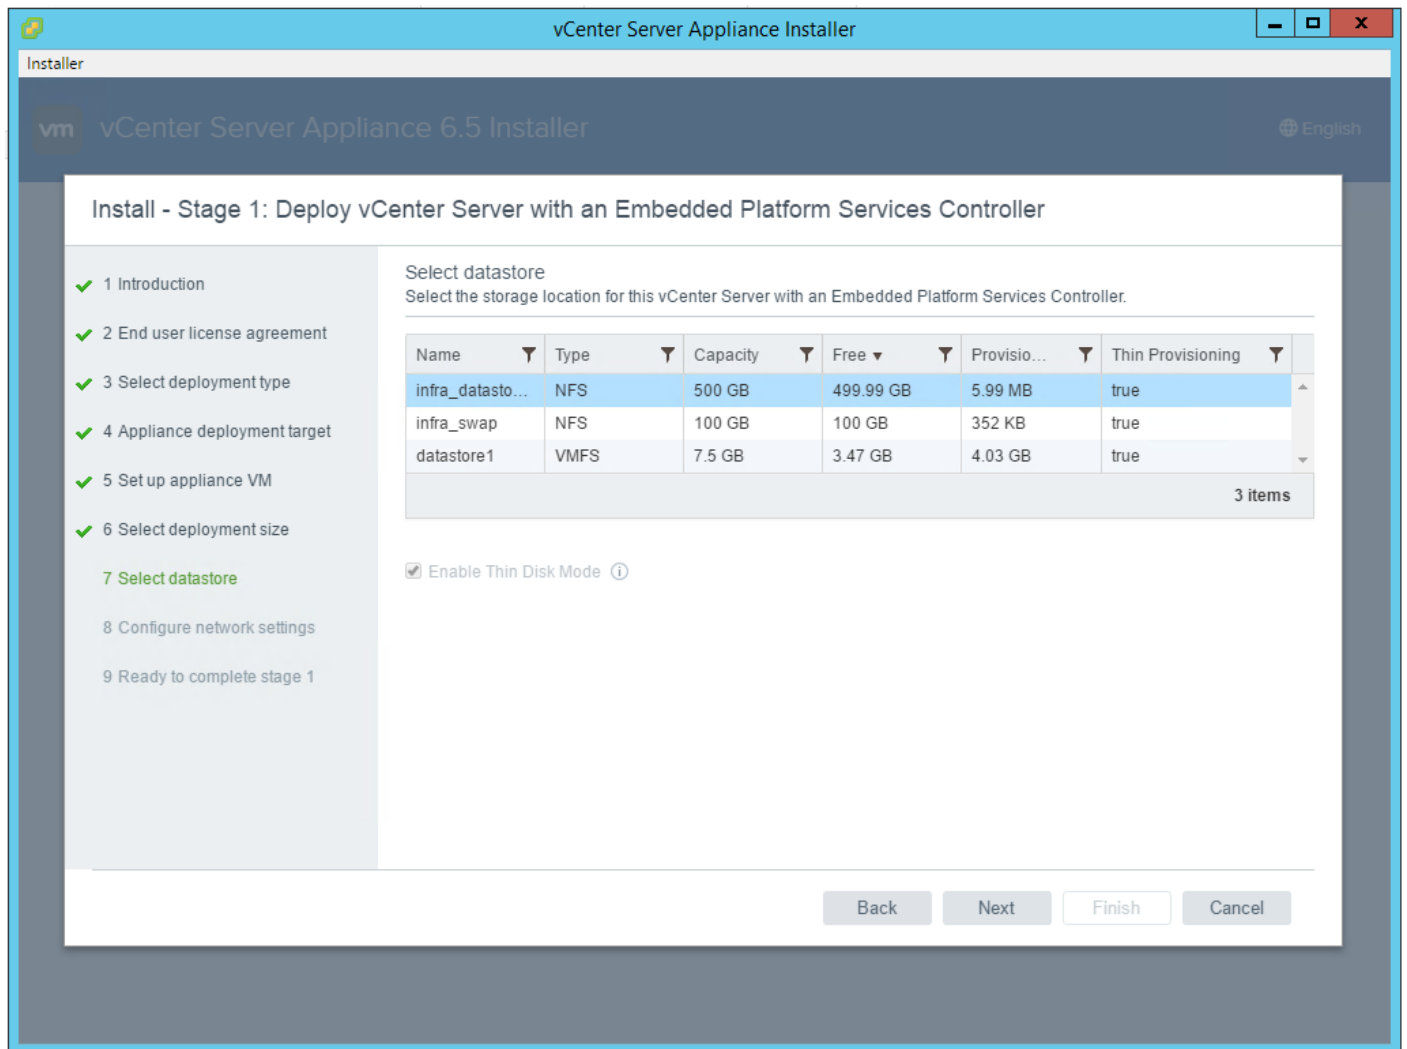 vCenter Server Appliance Installer
Installer
vm vCenter Server Appliance 6.5 Installer English
Install - Stage 1: Deploy vCenter Server with an Embedded Platform Services Controller
1 Introduction
2 End user license agreement
3 Select deployment type
4 Appliance deployment target
5 Set up appliance VM
6 Select deployment size
7 Select datastore
8 Configure network settings
9 Ready to complete stage 1
Select datastore
Select the storage location for this vCenter Server with an Embedded Platform Services Controller.
Name Type Capacity Free Provisio... Thin Provisioning
infra_datasto... NFS 500 GB 499.99 GB 5.99 MB true
infra_swap NFS 100 GB 100 GB 352 KB true
datastore1 VMFS 7.5 GB 3.47 GB 4.03 GB true
3 items
Enable Thin Disk Mode
Back Next Finish Cancel